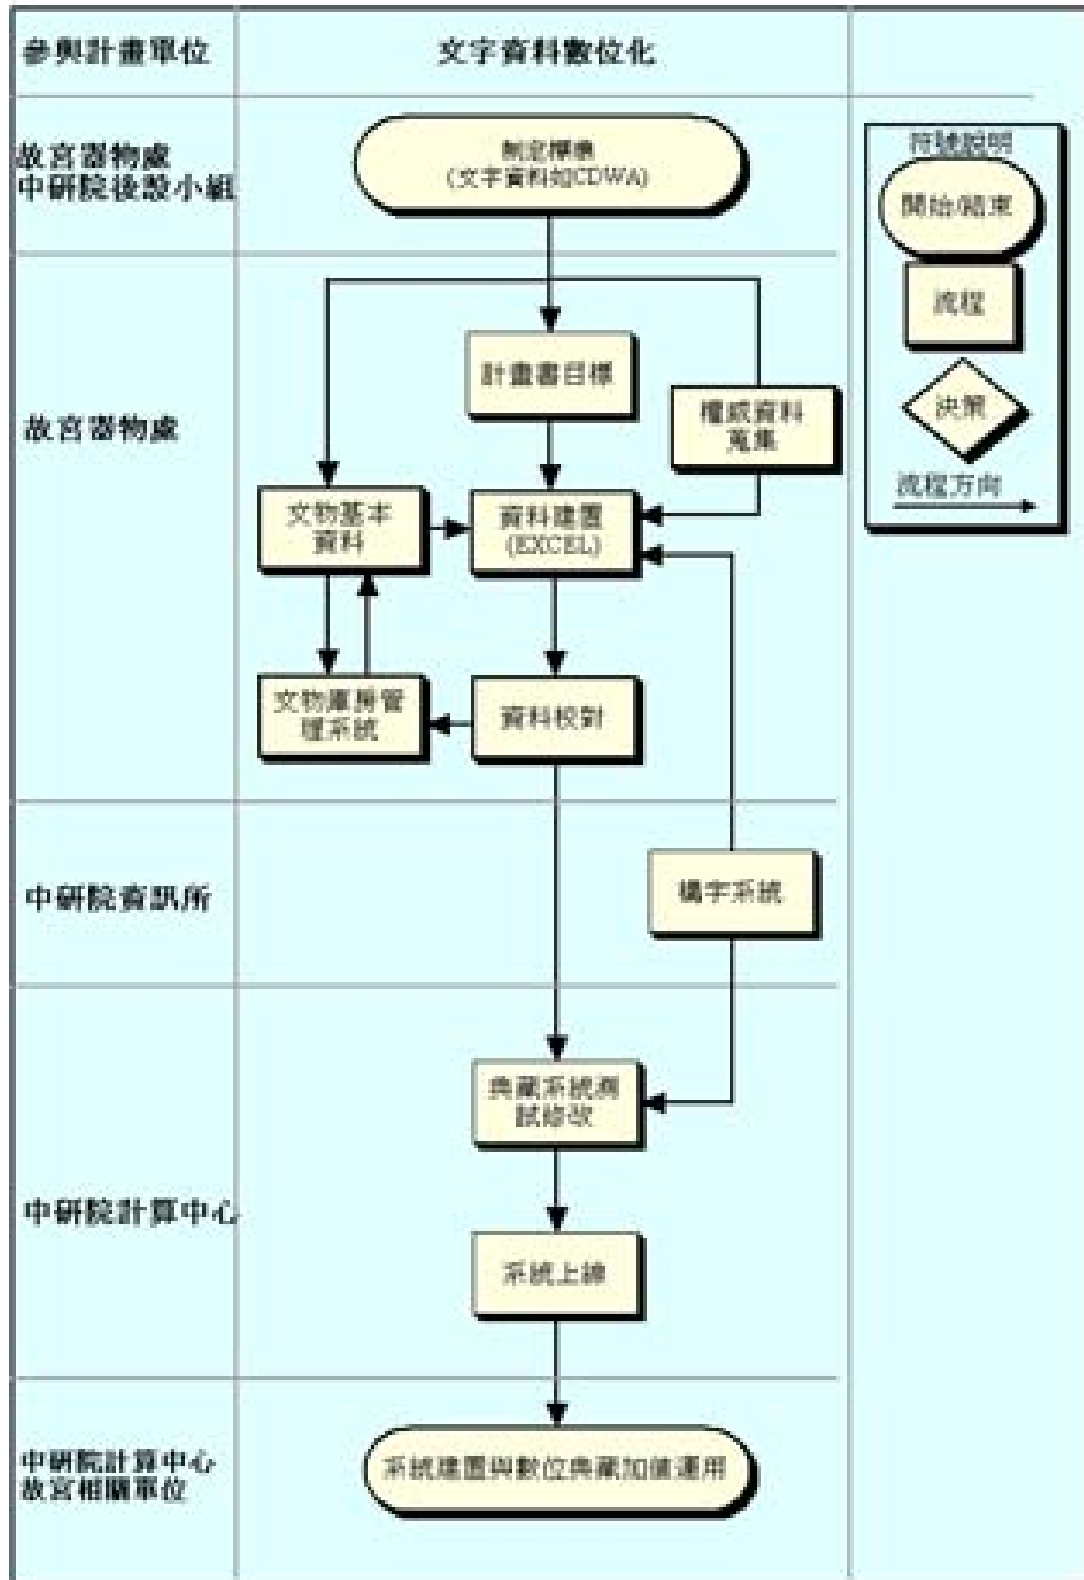 參與計畫單位
文字資料數位化
故宮器物處
中研院後設小組
制定標準
(文字資料如CDWA)
符號說明
開始/結束
流程
決策
流程方向
故宮器物處
計畫書目標
權威資料
蒐集
文物基本
資料
資料建置
(EXCEL)
文物庫房管
理系統
資料校對
中研院資訊所
構字系統
中研院計算中心
典藏系統測
試修改
系統上線
中研院計算中心
故宮相關單位
系統建置與數位典藏加值運用